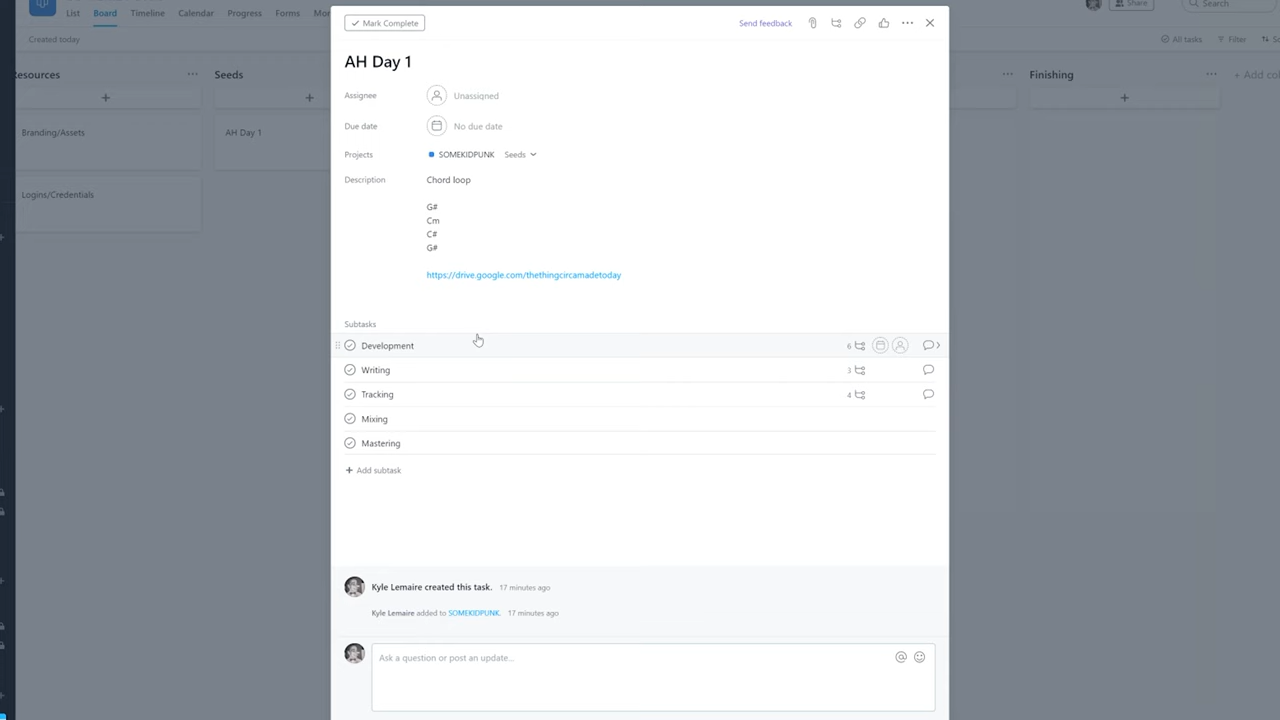 List Board Timeline Calendar Progress Forms
Share
Search
Created today
All tasks Filter
Seeds
Finishing
+ Add
Branding/Assets
AH Day 1
Logins/Credentials
Mark Complete
Send feedback
AH Day 1
Assignee Unassigned
Due date No due date
Projects SOMEKIDPUNK Seeds
Description Chord loop
G#
Cm
C#
G#
https://drive.google.com/thethingcircamadetoday
Subtasks
Development 6
Writing 3
Tracking 4
Mixing
Mastering
+ Add subtask
Kyle Lemaire created this task. 17 minutes ago
Kyle Lemaire added to SOMEKIDPUNK. 17 minutes ago
Ask a question or post an update...